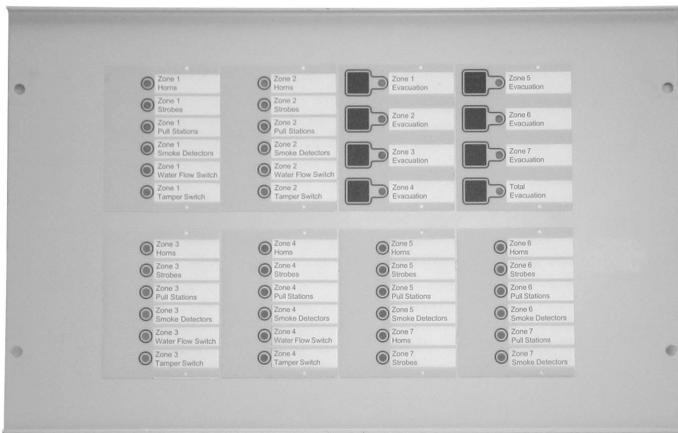 Zone 1
Horns
Zone 1
Strobes
Zone 1
Pull Stations
Zone 1
Smoke Detectors
Zone 1
Water Flow Switch
Zone 1
Tamper Switch
Zone 2
Horns
Zone 2
Strobes
Zone 2
Pull Stations
Zone 2
Smoke Detectors
Zone 2
Water Flow Switch
Zone 2
Tamper Switch
Zone 1
Evacuation
Zone 2
Evacuation
Zone 3
Evacuation
Zone 4
Evacuation
Zone 5
Evacuation
Zone 6
Evacuation
Zone 7
Evacuation
Total
Evacuation
Zone 3
Horns
Zone 3
Strobes
Zone 3
Pull Stations
Zone 3
Smoke Detectors
Zone 3
Water Flow Switch
Zone 3
Tamper Switch
Zone 4
Horns
Zone 4
Strobes
Zone 4
Pull Stations
Zone 4
Smoke Detectors
Zone 4
Water Flow Switch
Zone 4
Tamper Switch
Zone 5
Horns
Zone 5
Strobes
Zone 5
Pull Stations
Zone 5
Smoke Detectors
Zone 7
Horns
Zone 7
Strobes
Zone 6
Horns
Zone 6
Strobes
Zone 6
Pull Stations
Zone 6
Smoke Detectors
Zone 7
Pull Stations
Zone 7
Smoke Detectors